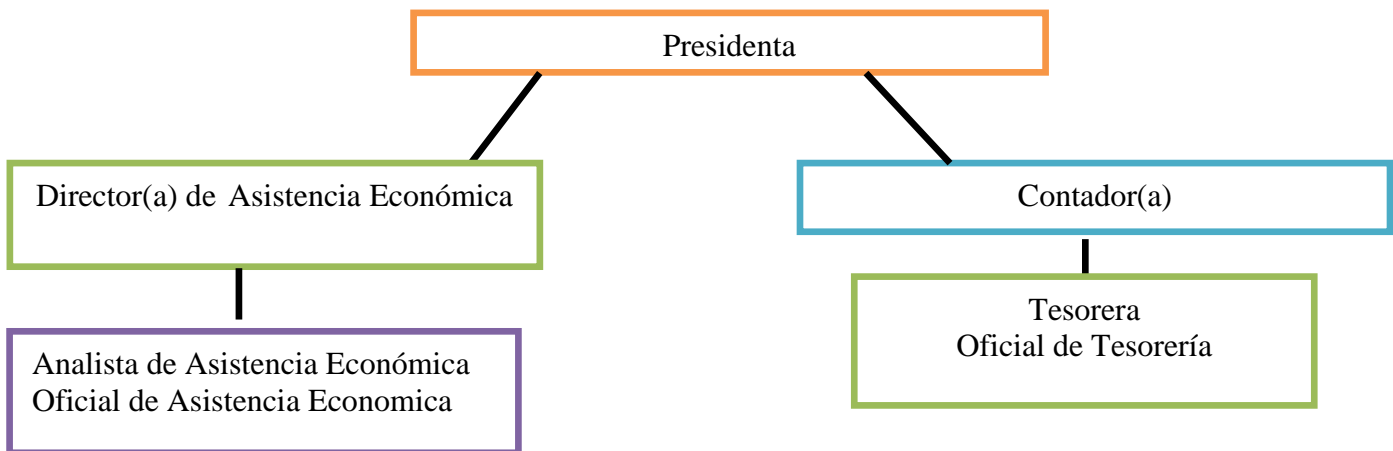 Presidenta
Director(a) de Asistencia Económica
Contador(a)
Analista de Asistencia Económica
Oficial de Asistencia Economica
Tesorera
Oficial de Tesorería